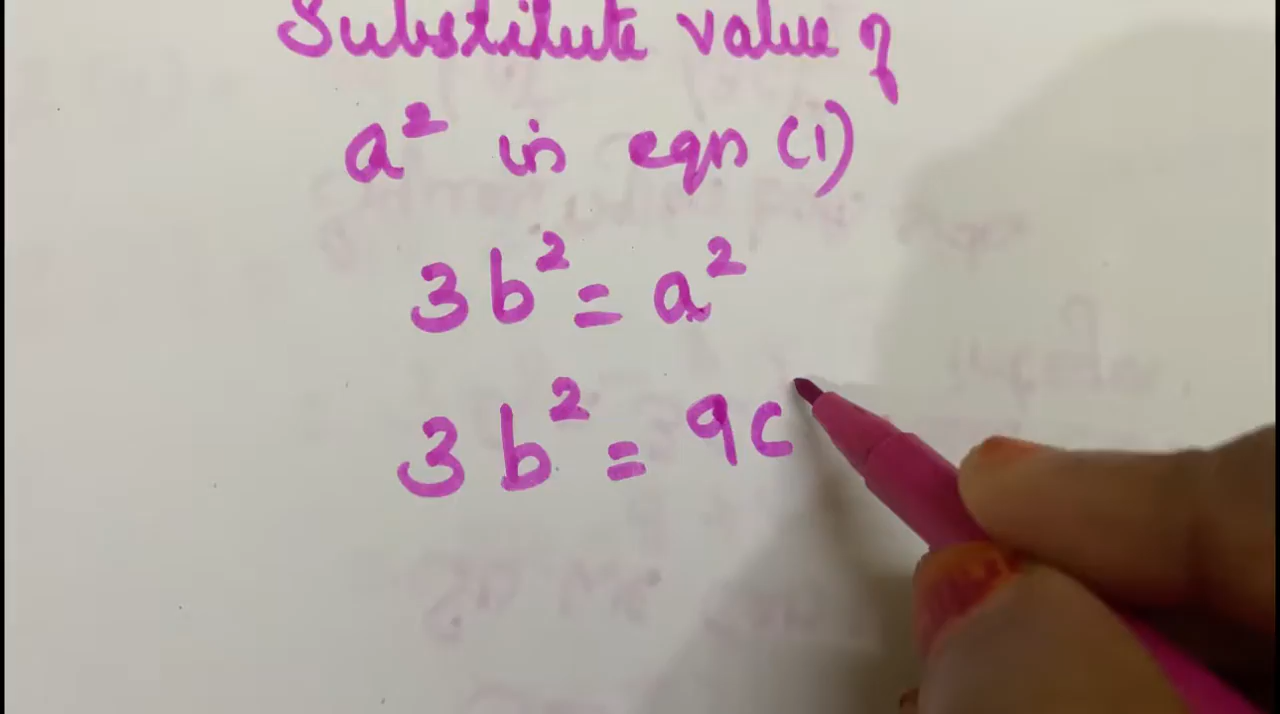 Substitute value of
a² in eqn (1)
3b² = a²
3b² = 9c